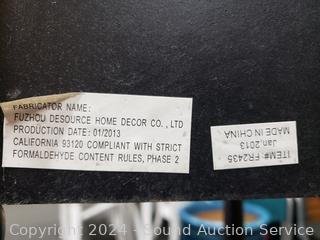 FABRICATOR NAME:
FUZHOU DESOURCE HOME DECOR CO., LTD
PRODUCTION DATE: 01/2013
CALIFORNIA 93120 COMPLIANT WITH STRICT
FORMALDEHYDE CONTENT RULES, PHASE 2
ITEM#: FR2435
Jan.2013
MADE IN CHINA
Copyright 2024 - Sound Auction Service